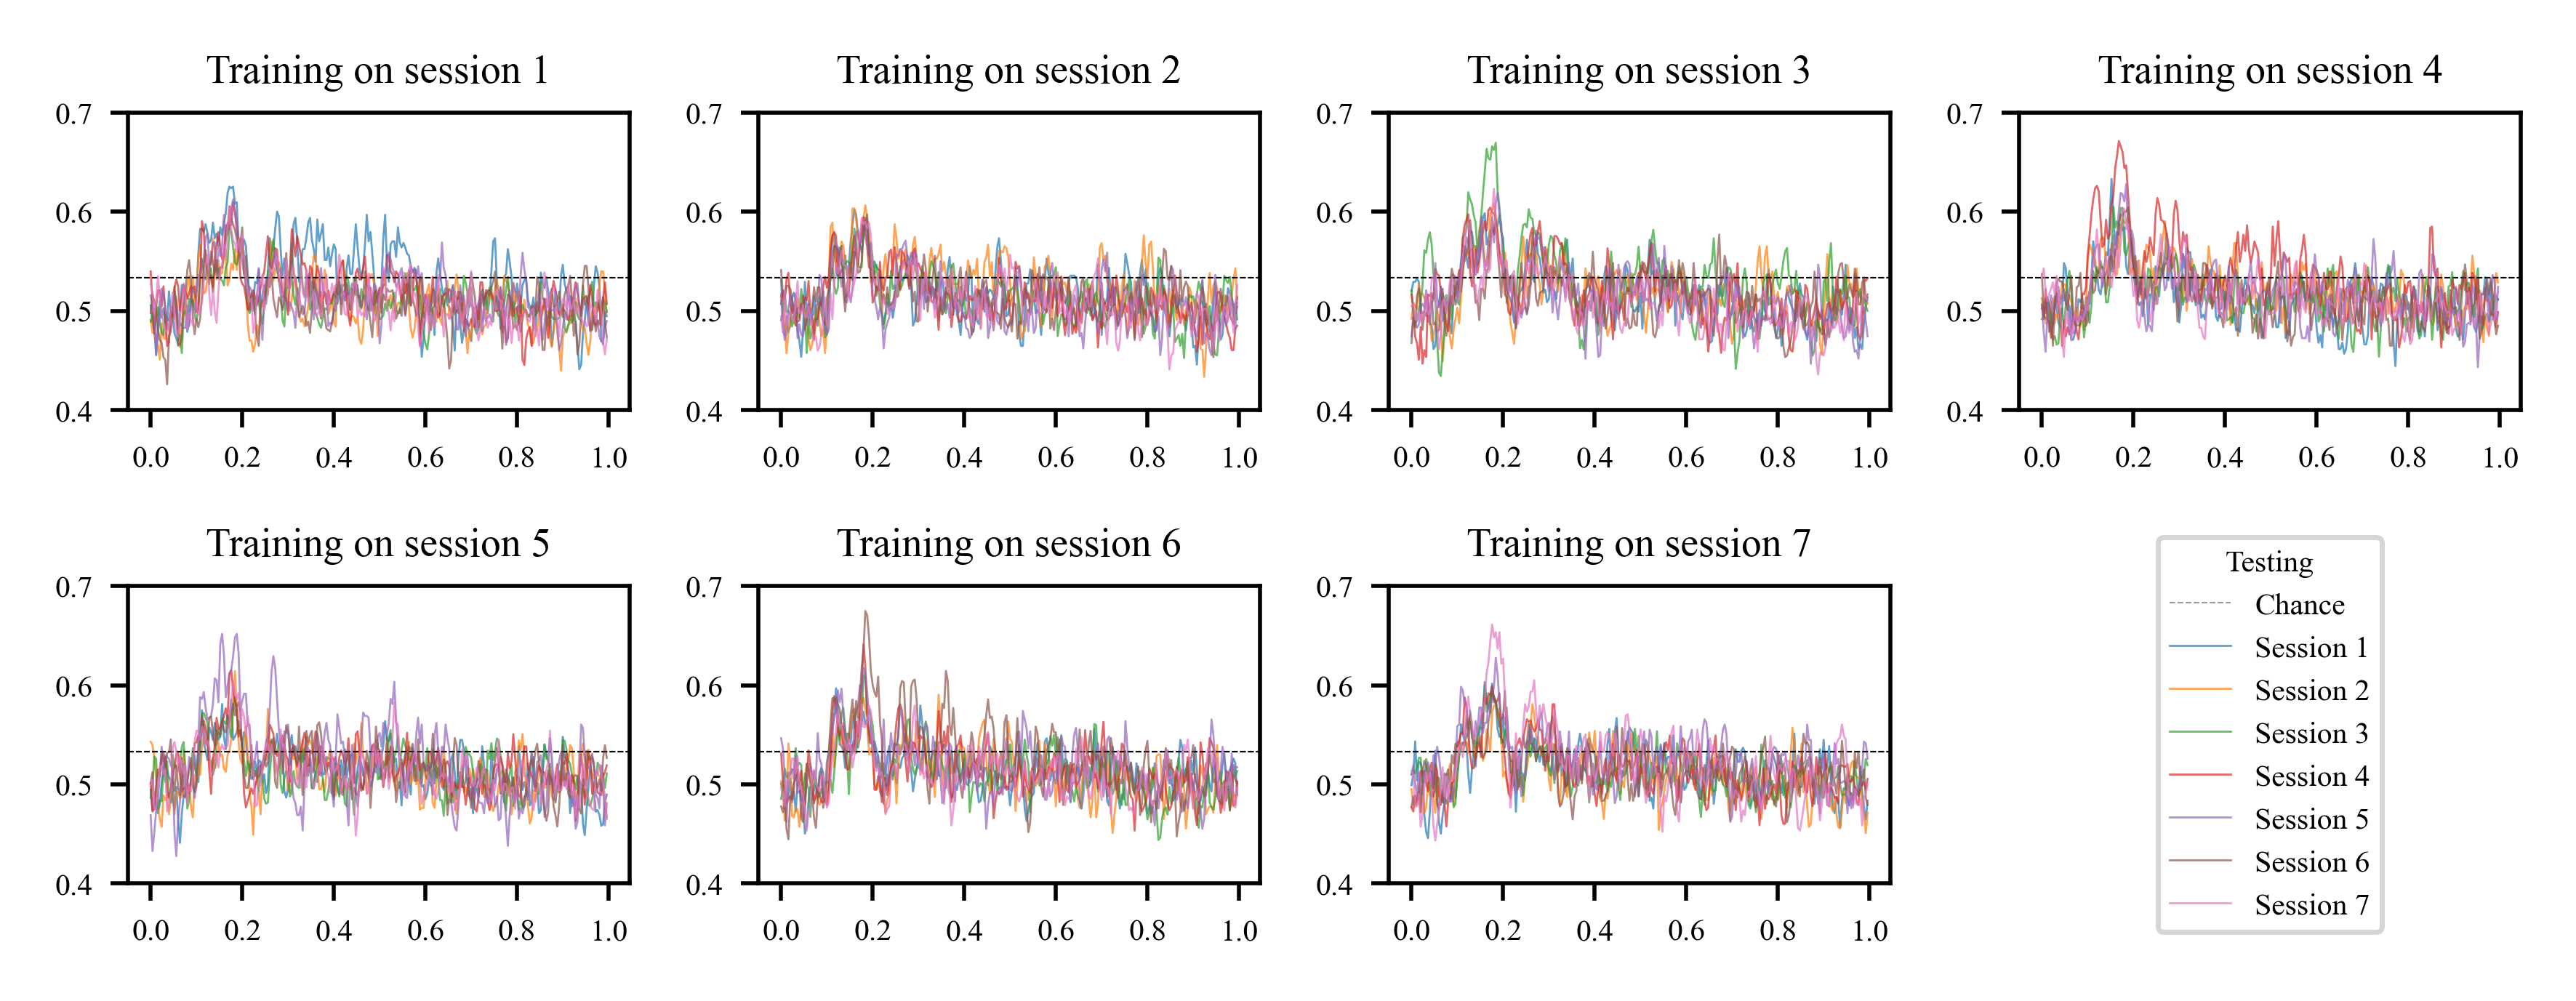 Training on session 1
0.7
0.6
0.5
0.4
0.0 0.2 0.4 0.6 0.8 1.0
Training on session 2
0.7
0.6
0.5
0.4
0.0 0.2 0.4 0.6 0.8 1.0
Training on session 3
0.7
0.6
0.5
0.4
0.0 0.2 0.4 0.6 0.8 1.0
Training on session 4
0.7
0.6
0.5
0.4
0.0 0.2 0.4 0.6 0.8 1.0
Training on session 5
0.7
0.6
0.5
0.4
0.0 0.2 0.4 0.6 0.8 1.0
Training on session 6
0.7
0.6
0.5
0.4
0.0 0.2 0.4 0.6 0.8 1.0
Training on session 7
0.7
0.6
0.5
0.4
0.0 0.2 0.4 0.6 0.8 1.0
Testing
Chance
Session 1
Session 2
Session 3
Session 4
Session 5
Session 6
Session 7